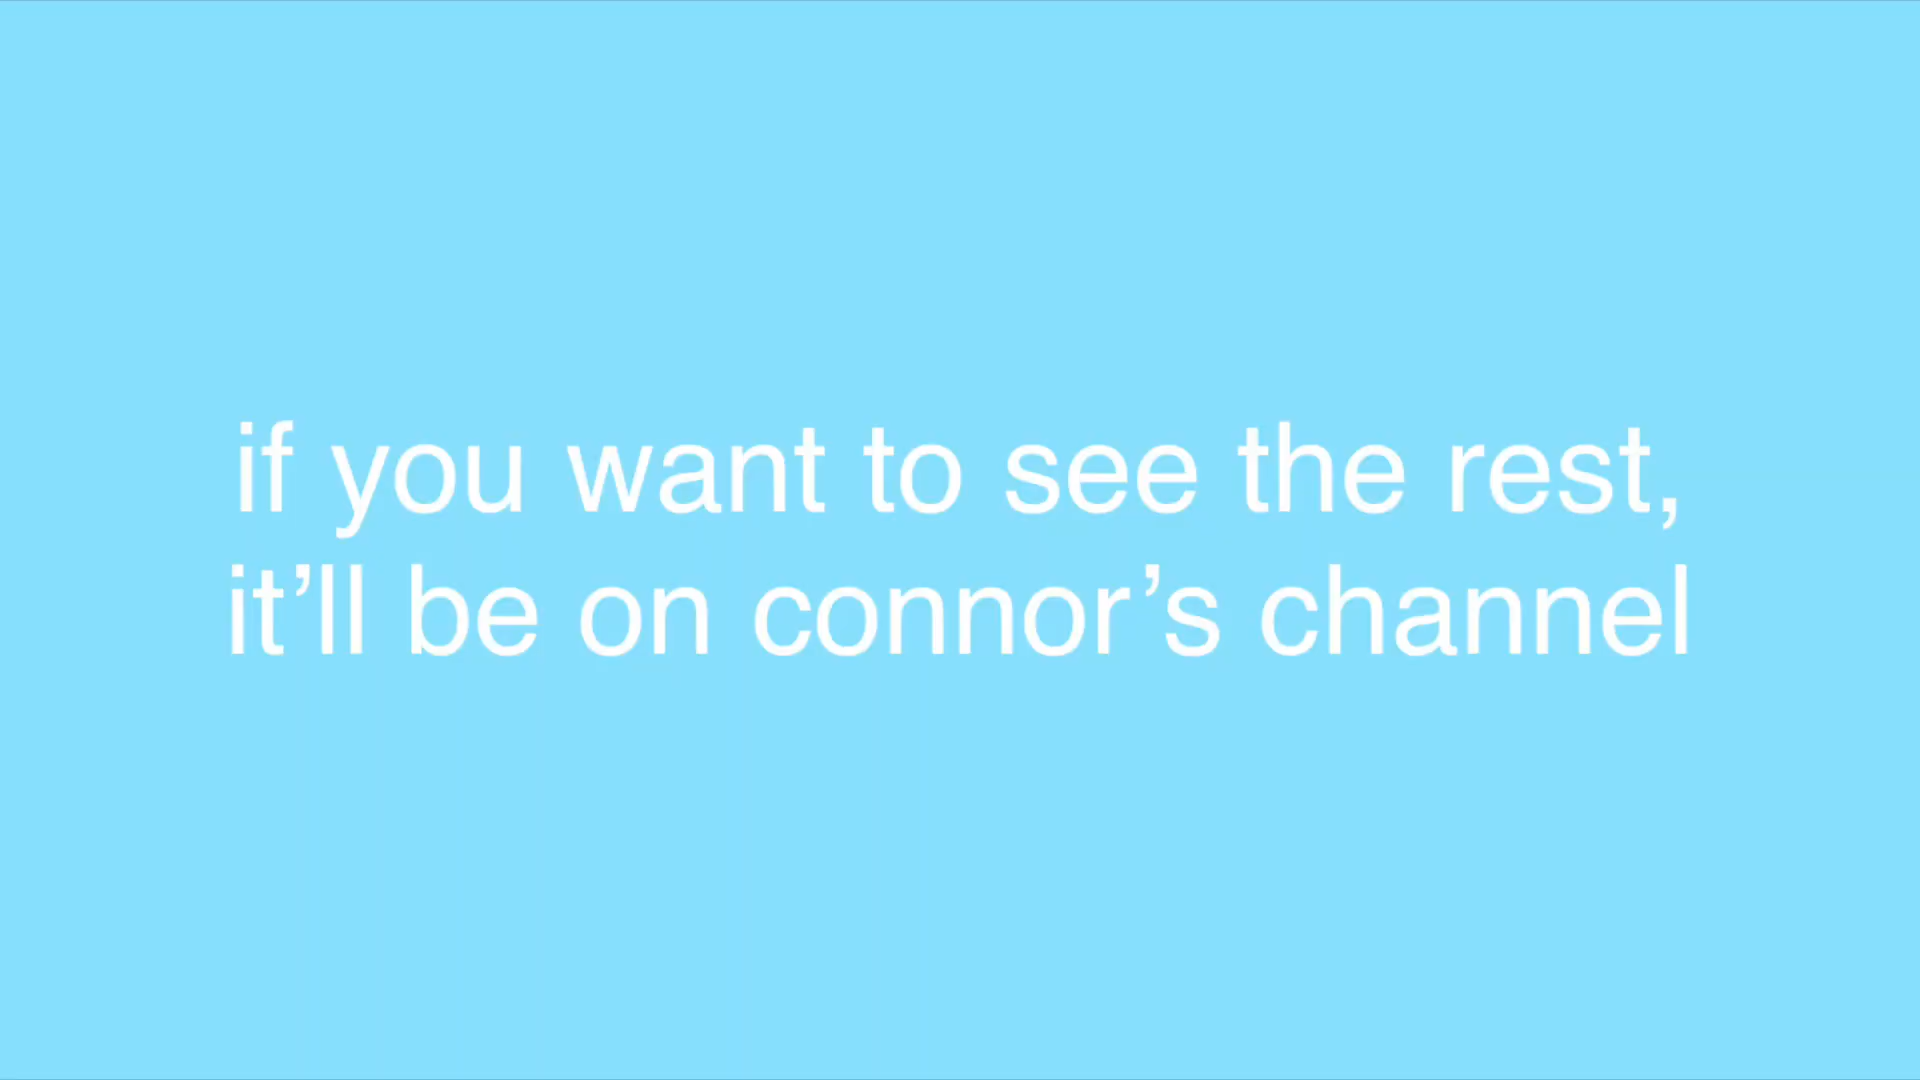 if you want to see the rest,
it’ll be on connor’s channel